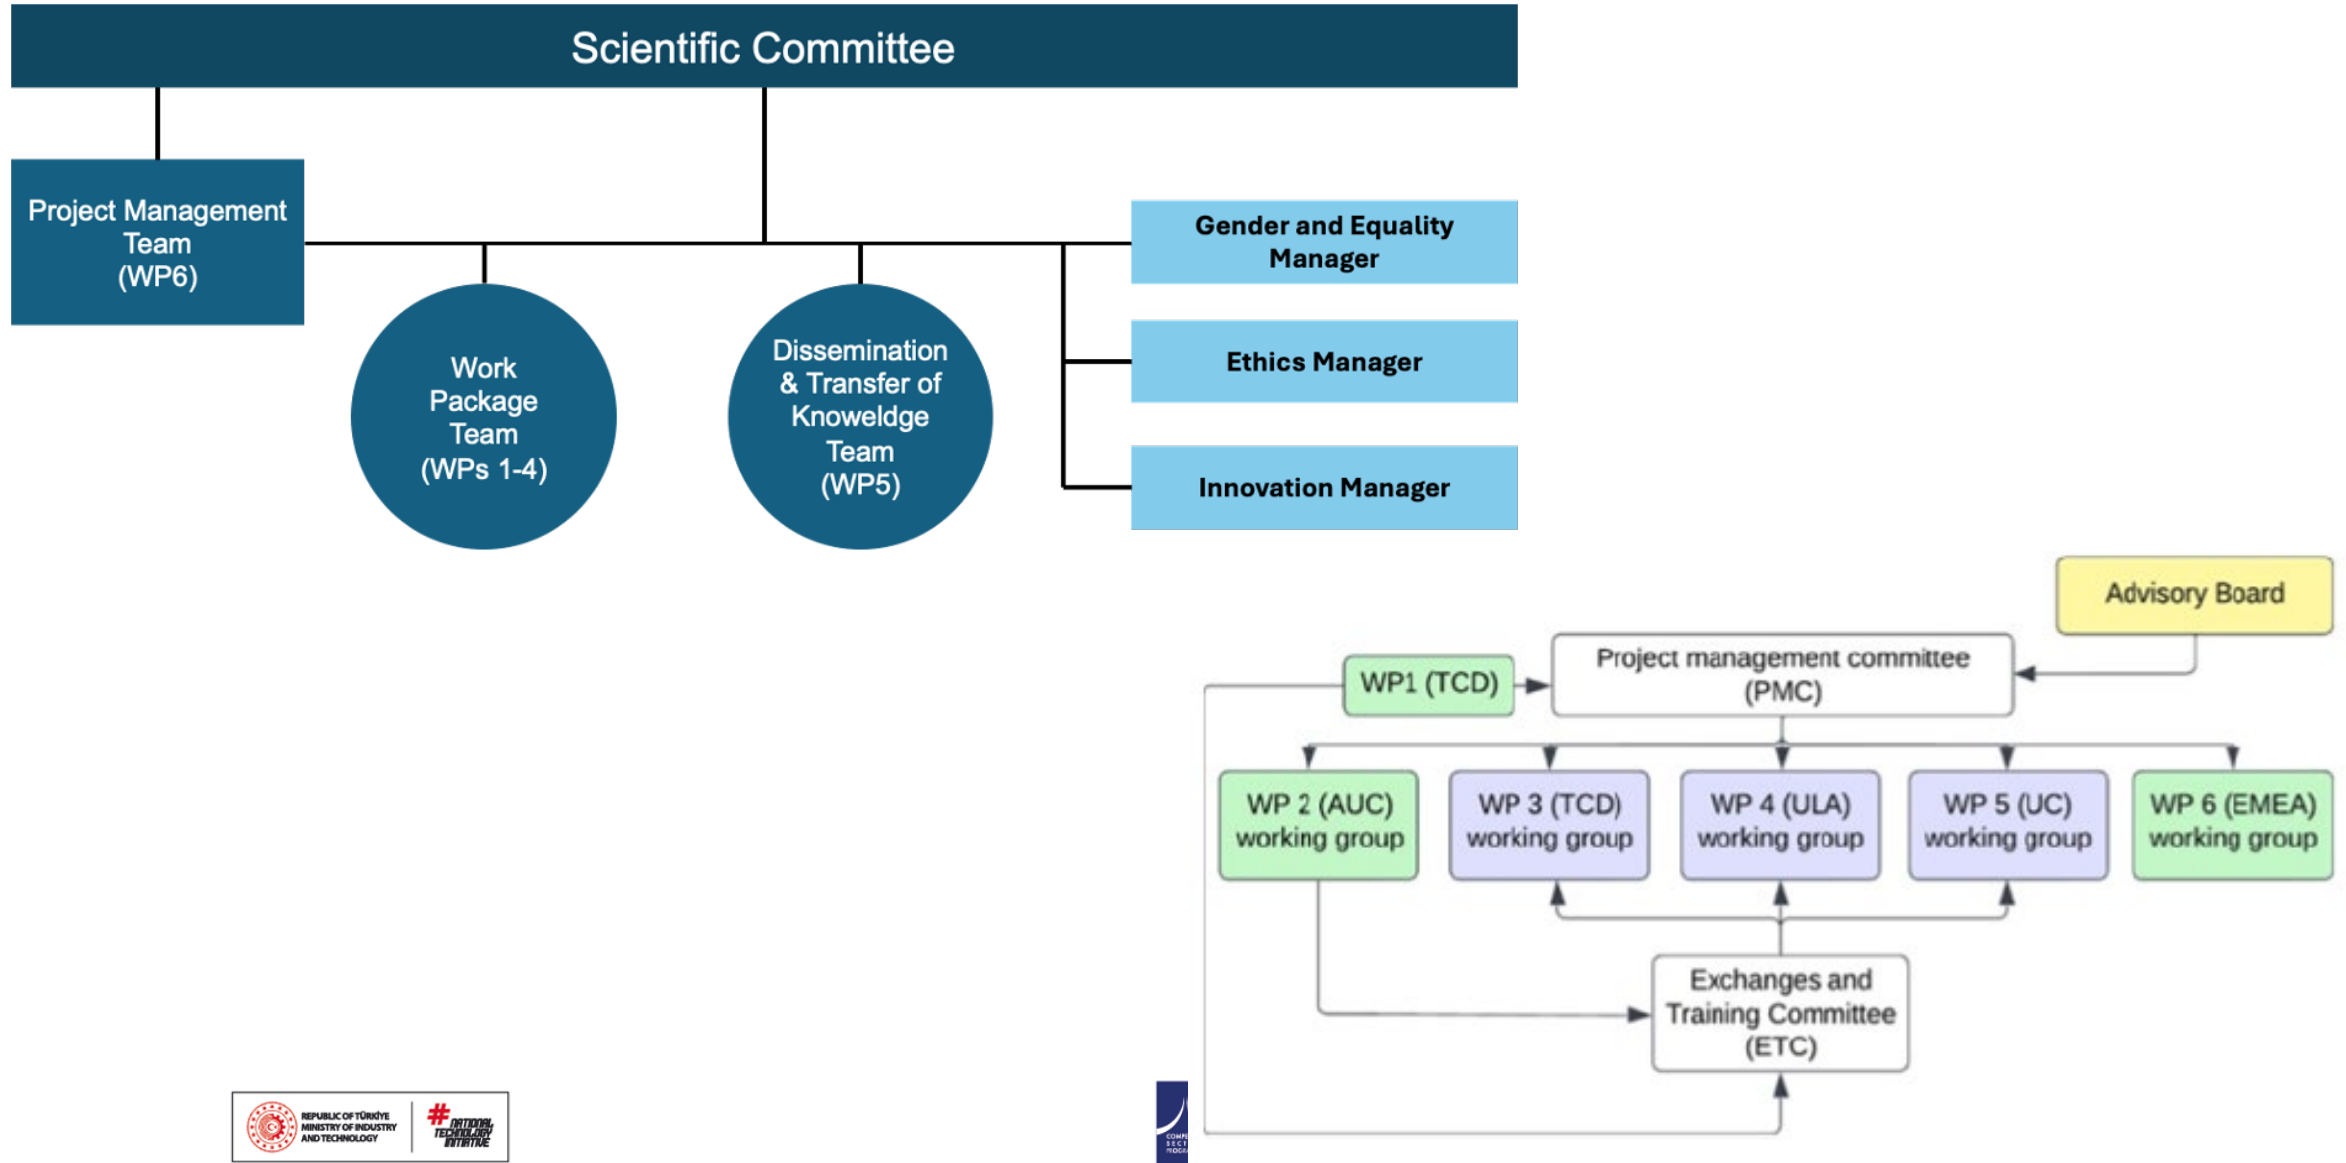 Scientific Committee
Project Management
Team
(WP6)
Work
Package
Team
(WPs 1-4)
Dissemination
& Transfer of
Knoweldge
Team
(WP5)
Gender and Equality
Manager
Ethics Manager
Innovation Manager
Advisory Board
WP1 (TCD)
Project management committee
(PMC)
WP 2 (AUC)
working group
WP 3 (TCD)
working group
WP 4 (ULA)
working group
WP 5 (UC)
working group
WP 6 (EMEA)
working group
Exchanges and
Training Committee
(ETC)
REPUBLIC OF TÜRKİYE
MINISTRY OF INDUSTRY
AND TECHNOLOGY
#NATIONAL
TECHNOLOGY
INITIATIVE